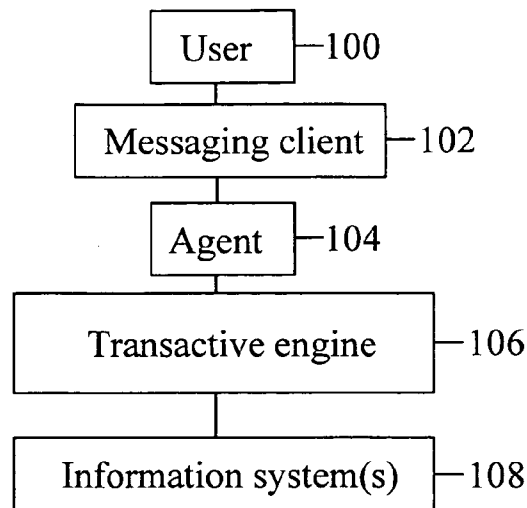 User 100
Messaging client 102
Agent 104
Transactive engine 106
Information system(s) 108